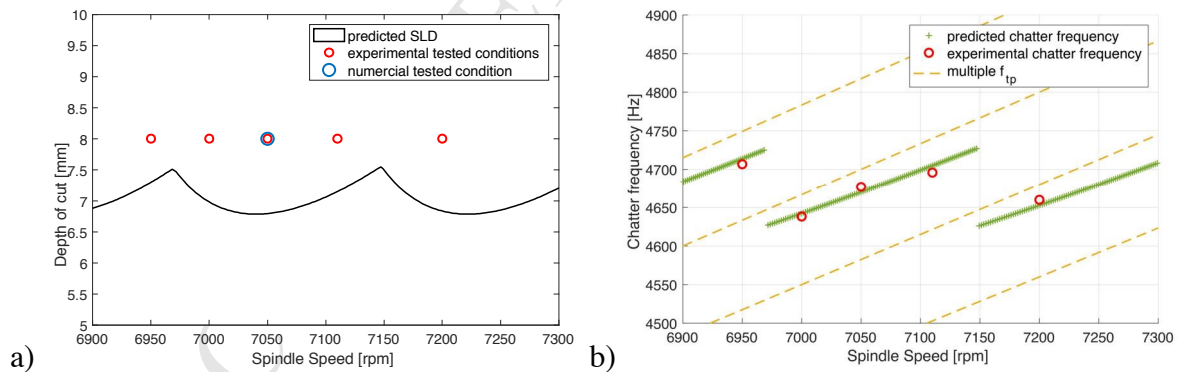 10
9.5
9
8.5
8
7.5
7
6.5
6
5.5
5
Depth of cut [mm]
predicted SLD
experimental tested conditions
numercial tested condition
6900 6950 7000 7050 7100 7150 7200 7250 7300
Spindle Speed [rpm]
a)
4900
4850
4800
4750
4700
4650
4600
4550
4500
Chatter frequency [Hz]
predicted chatter frequency
experimental chatter frequency
multiple f_tp
6900 6950 7000 7050 7100 7150 7200 7250 7300
Spindle Speed [rpm]
b)